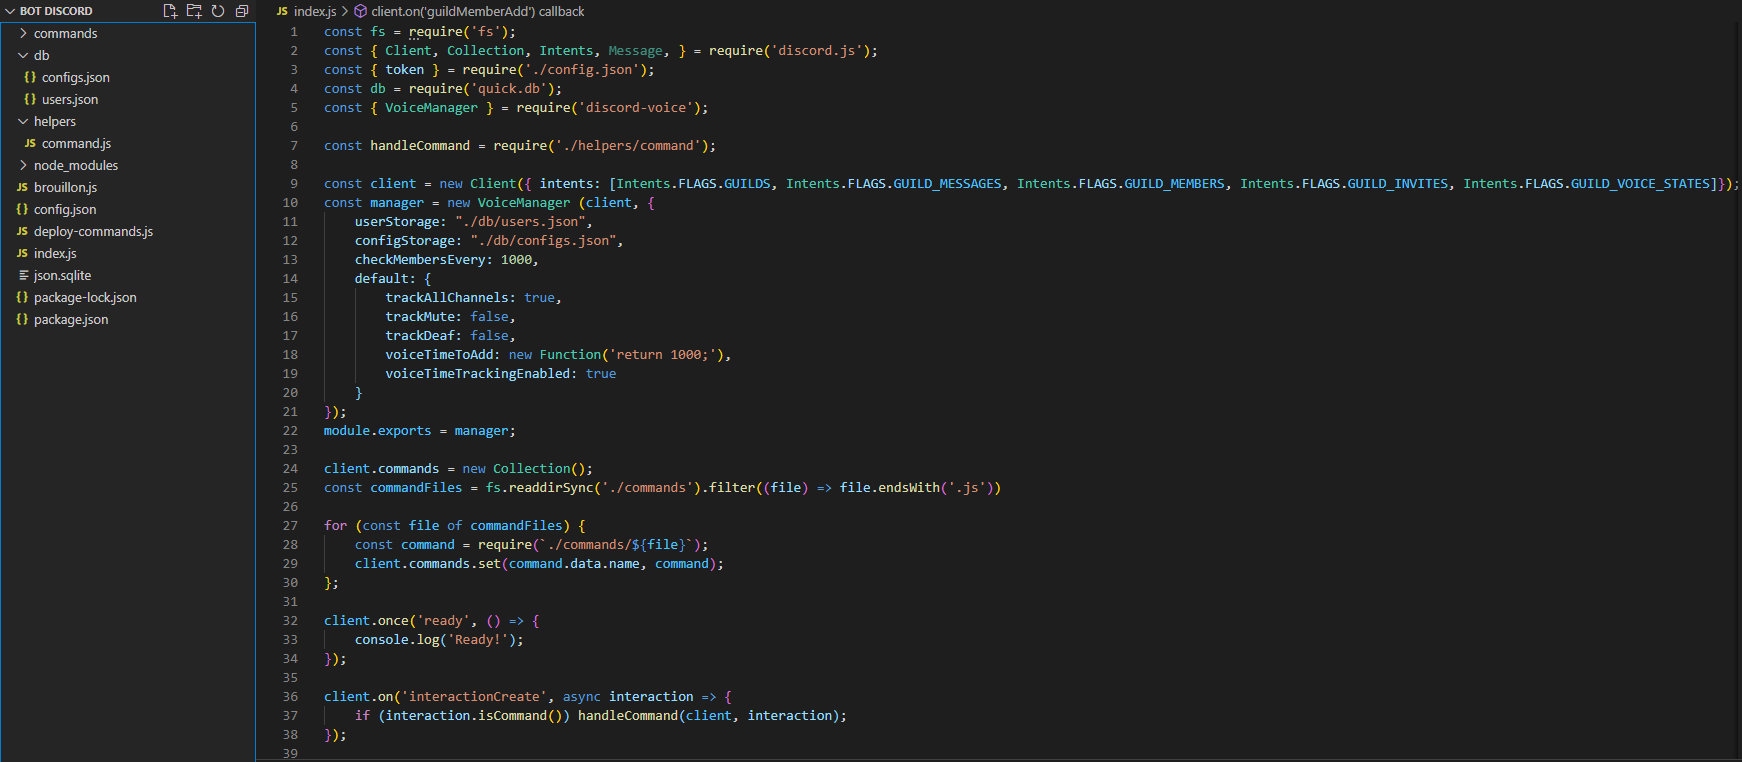 BOT DISCORD
commands
db
{} configs.json
{} users.json
helpers
JS command.js
node_modules
JS brouillon.js
{} config.json
JS deploy-commands.js
JS index.js
json.sqlite
{} package-lock.json
{} package.json
JS index.js > client.on('guildMemberAdd') callback
1 const fs = require('fs');
2 const { Client, Collection, Intents, Message, } = require('discord.js');
3 const { token } = require('./config.json');
4 const db = require('quick.db');
5 const { VoiceManager } = require('discord-voice');
6
7 const handleCommand = require('./helpers/command');
8
9 const client = new Client({ intents: [Intents.FLAGS.GUILDS, Intents.FLAGS.GUILD_MESSAGES, Intents.FLAGS.GUILD_MEMBERS, Intents.FLAGS.GUILD_INVITES, Intents.FLAGS.GUILD_VOICE_STATES]});
10 const manager = new VoiceManager (client, {
11 userStorage: "./db/users.json",
12 configStorage: "./db/configs.json",
13 checkMembersEvery: 1000,
14 default: {
15 trackAllChannels: true,
16 trackMute: false,
17 trackDeaf: false,
18 voiceTimeToAdd: new Function('return 1000;'),
19 voiceTimeTrackingEnabled: true
20 }
21 });
22 module.exports = manager;
23
24 client.commands = new Collection();
25 const commandFiles = fs.readdirSync('./commands').filter((file) => file.endsWith('.js'))
26
27 for (const file of commandFiles) {
28 const command = require(`./commands/${file}`);
29 client.commands.set(command.data.name, command);
30 };
31
32 client.once('ready', () => {
33 console.log('Ready!');
34 });
35
36 client.on('interactionCreate', async interaction => {
37 if (interaction.isCommand()) handleCommand(client, interaction);
38 });
39